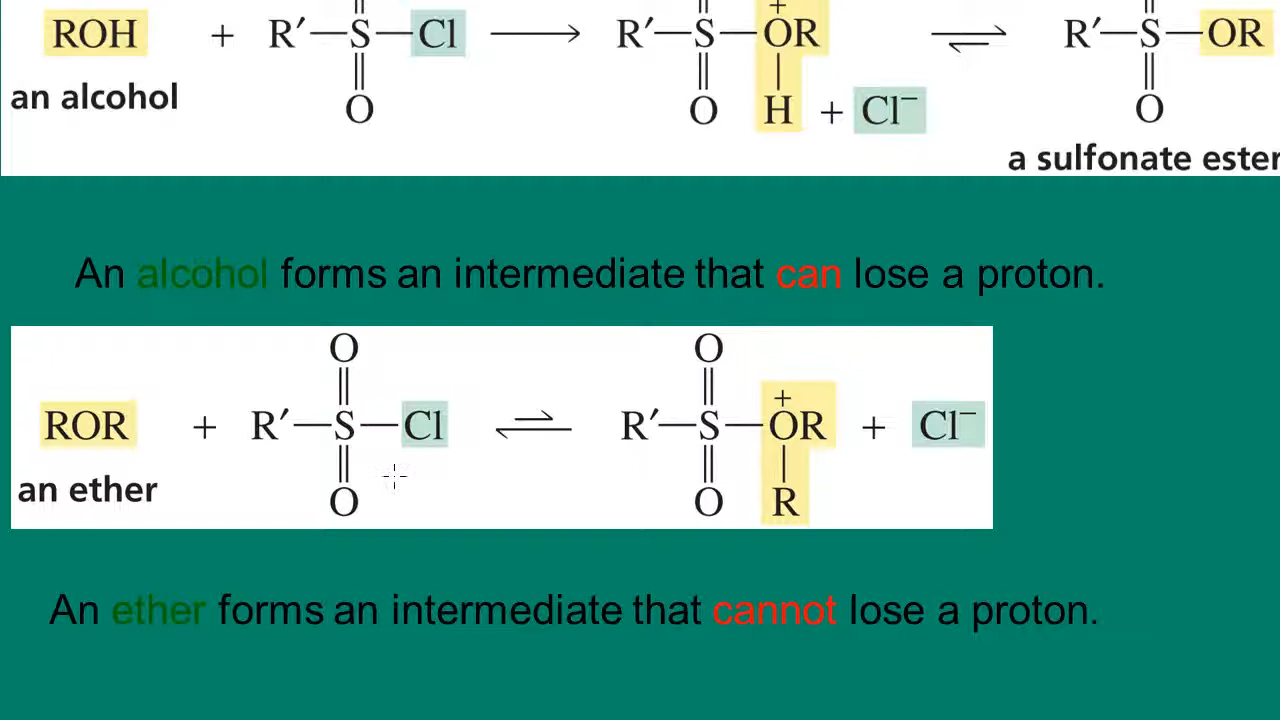 ROH + R′—S—Cl ⟶ R′—S—OR ⇌ R′—S—OR
+
O O H + Cl⁻ O
an alcohol
a sulfonate ester
An alcohol forms an intermediate that can lose a proton.
O O
+
ROR + R′—S—Cl ⇌ R′—S—OR + Cl⁻
an ether
O O R
An ether forms an intermediate that cannot lose a proton.